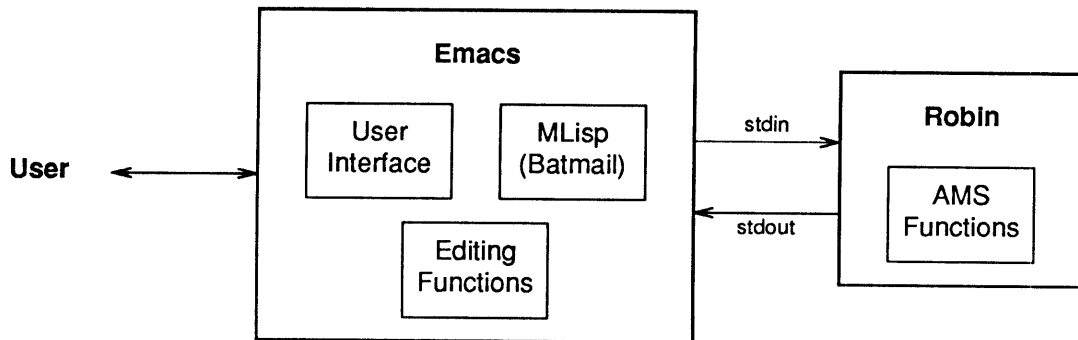 Emacs
User
Interface
MLisp
(Batmail)
Editing
Functions
User
stdin
stdout
Robin
AMS
Functions